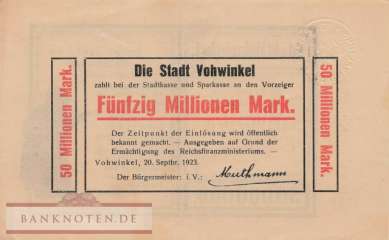 Die Stadt Vohwinkel
zahlt bei der Stadtkasse und Sparkasse an den Vorzeiger
Fünfzig Millionen Mark.
Der Zeitpunkt der Einlösung wird öffentlich
bekannt gemacht. — Ausgegeben auf Grund der
Ermächtigung des Reichsfinanzministeriums. —
Vohwinkel, 20. Septbr. 1923.
Der Bürgermeister: i. V.: Muthmann
50 Millionen Mark.
50 Millionen Mark.
BANKNOTEN.DE